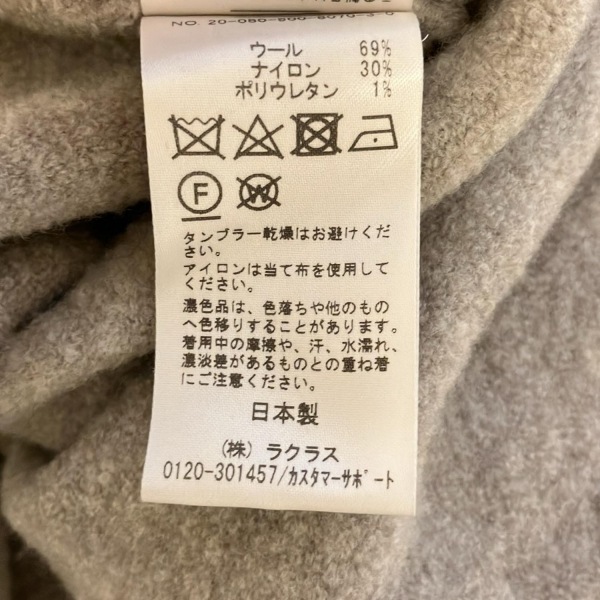 ウール 69%
ナイロン 30%
ポリウレタン 1%
F W
タンブラー乾燥はお避けくだ
さい。
アイロンは当て布を使用して
ください。
濃色品は、色落ちや他のもの
へ色移りすることがあります。
着用中の摩擦や、汗、水濡れ、
濃淡差があるものとの重ね着
にご注意ください。
日本製
(株) ラクラス
0120-301457/カスタマーサポート